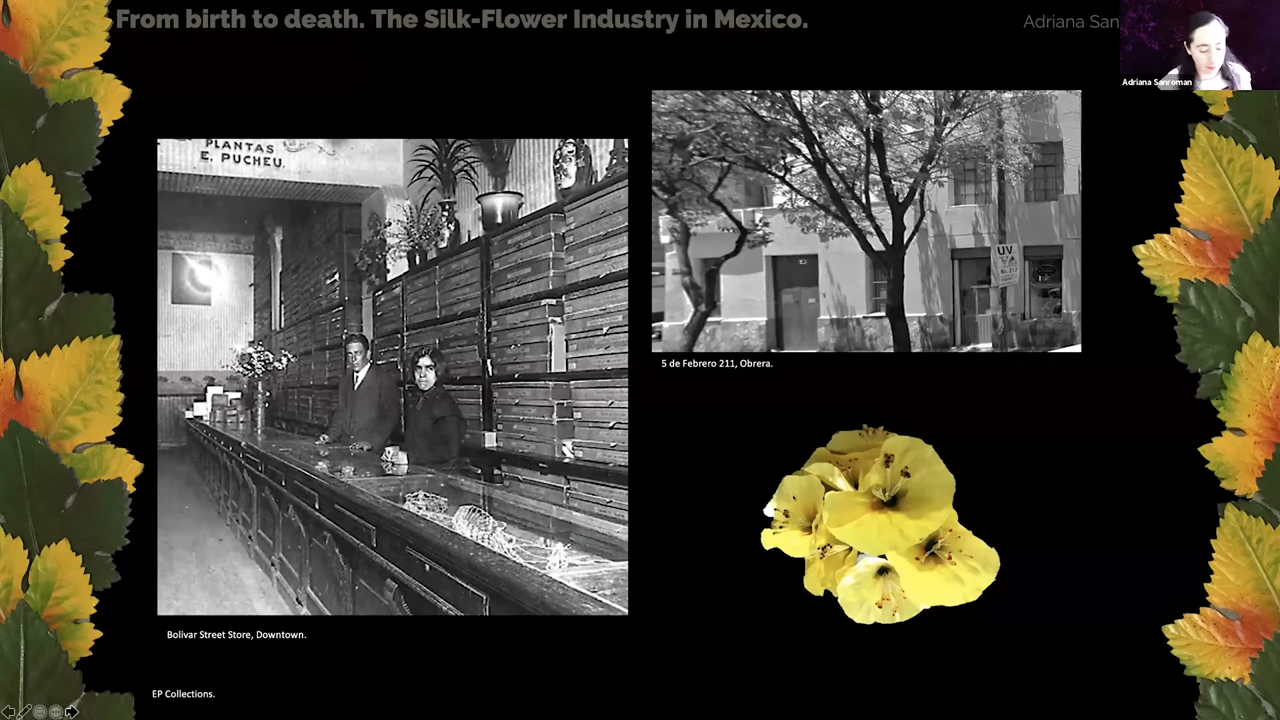 From birth to death. The Silk-Flower Industry in Mexico.
Adriana San
Adriana Sanroman
PLANTAS
E. PUCHEU.
UV
5 de Febrero 211, Obrera.
Bolivar Street Store, Downtown.
EP Collections.